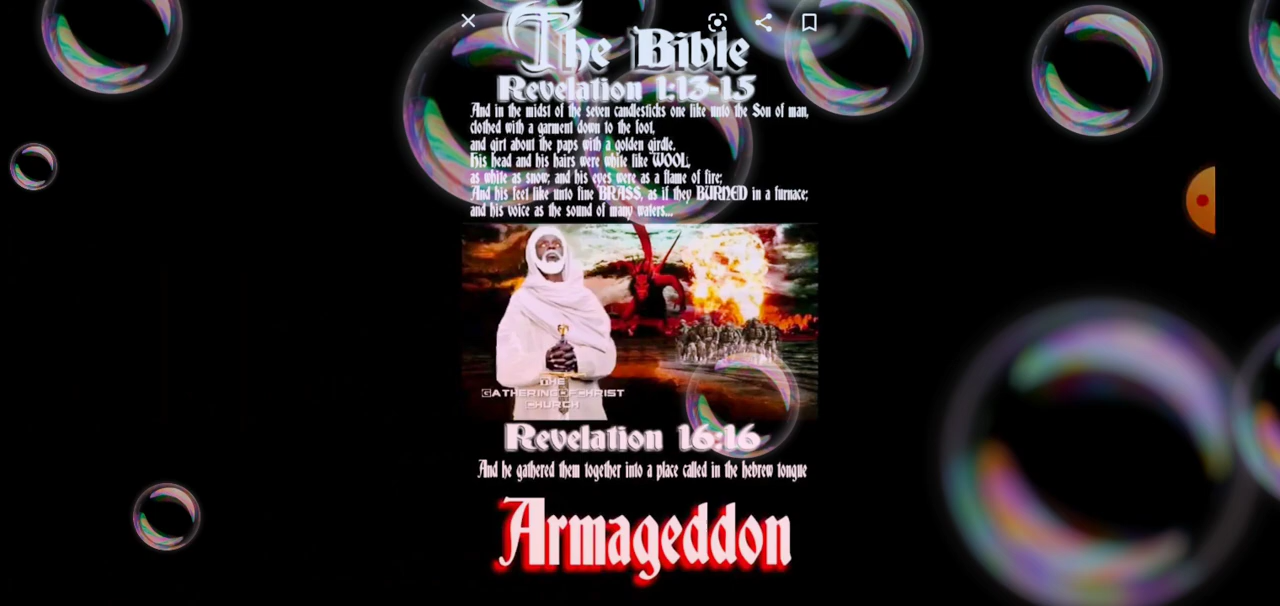 The Bible
Revelation 1:13-15
And in the midst of the seven candlesticks one like unto the Son of man,
clothed with a garment down to the foot,
and girt about the paps with a golden girdle.
His head and his hairs were white like WOOL,
as white as snow; and his eyes were as a flame of fire;
And his feet like unto fine BRASS, as if they BURNED in a furnace;
and his voice as the sound of many waters...
THE
GATHERINGOFCHRIST
CHURCH
Revelation 16:16
And he gathered them together into a place called in the hebrew tongue
Armageddon